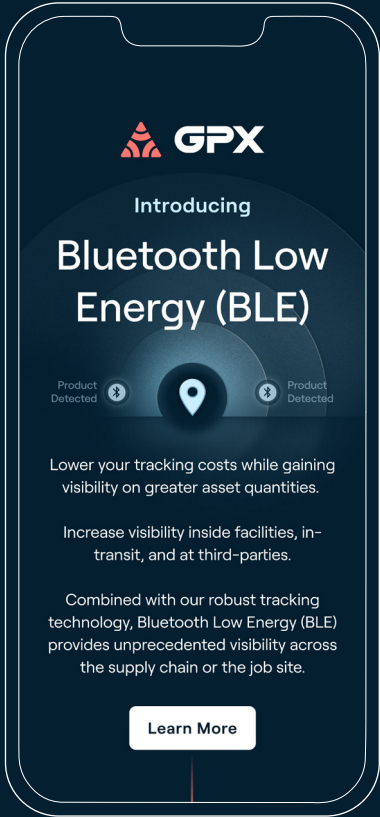 GPX
Introducing
Bluetooth Low
Energy (BLE)
Product
Detected
Product
Detected
Lower your tracking costs while gaining
visibility on greater asset quantities.
Increase visibility inside facilities, in-
transit, and at third-parties.
Combined with our robust tracking
technology, Bluetooth Low Energy (BLE)
provides unprecedented visibility across
the supply chain or the job site.
Learn More